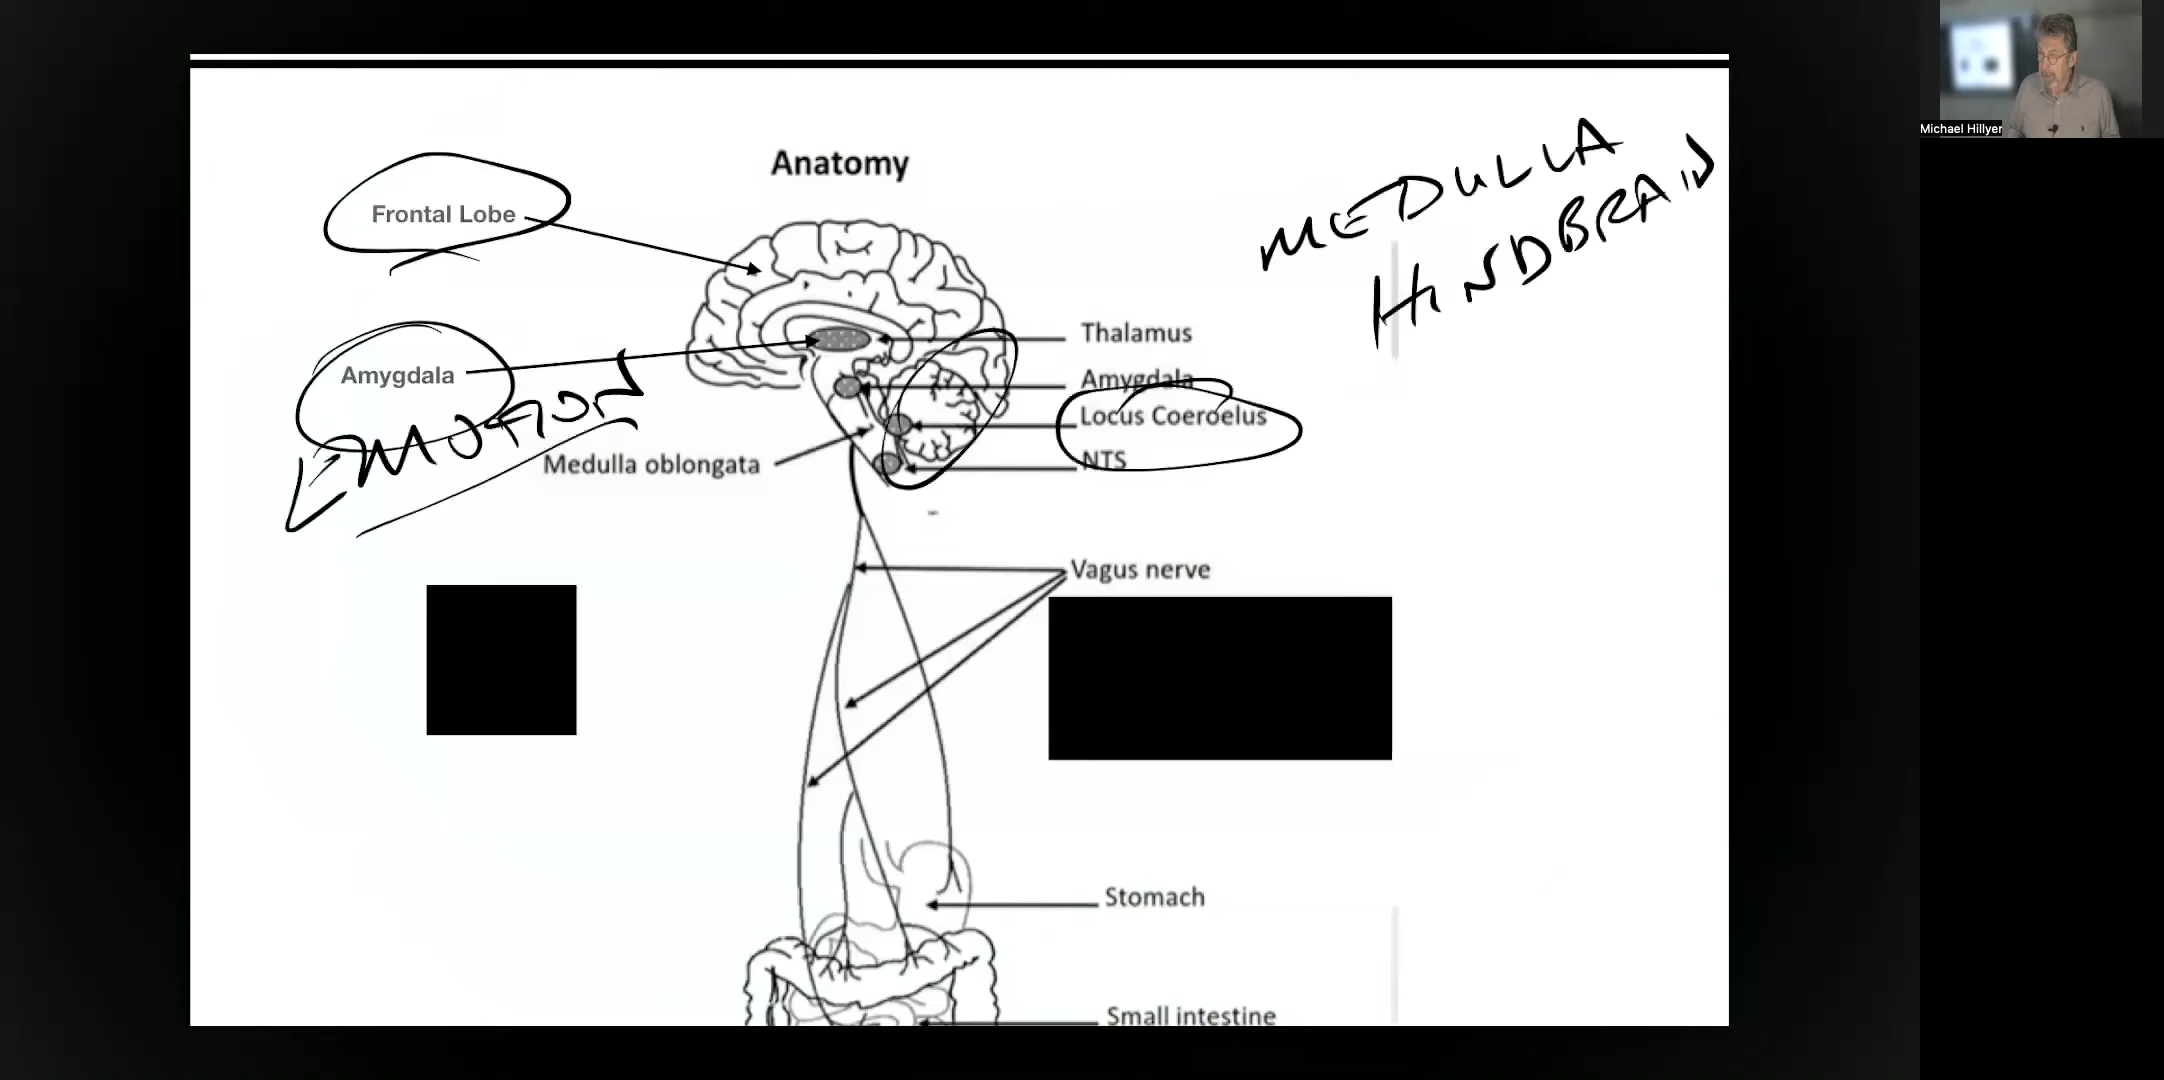 Michael Hillyer
Anatomy
MEDULLA
HINDBRAIN
Frontal Lobe
Thalamus
Amygdala
Amygdala
EMOTION
Locus Coeroelus
Medulla oblongata
NTS
Vagus nerve
Stomach
Small intestine